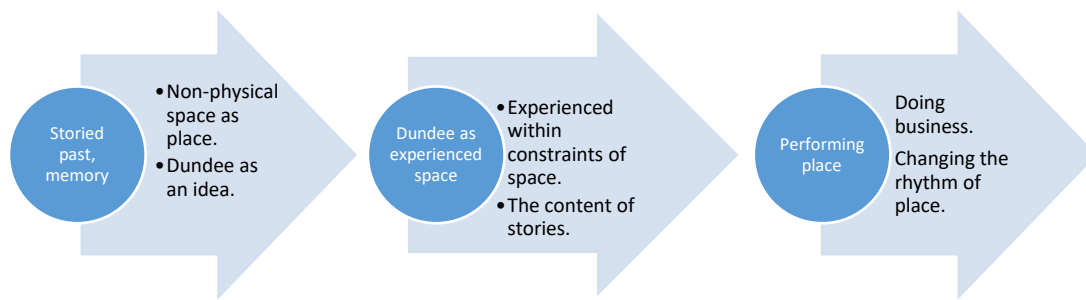 Storied
past,
memory
•Non-physical
space as
place.
•Dundee as
an idea.
Dundee as
experienced
space
•Experienced
within
constraints of
space.
•The content of
stories.
Performing
place
Doing
business.
Changing the
rhythm of
place.